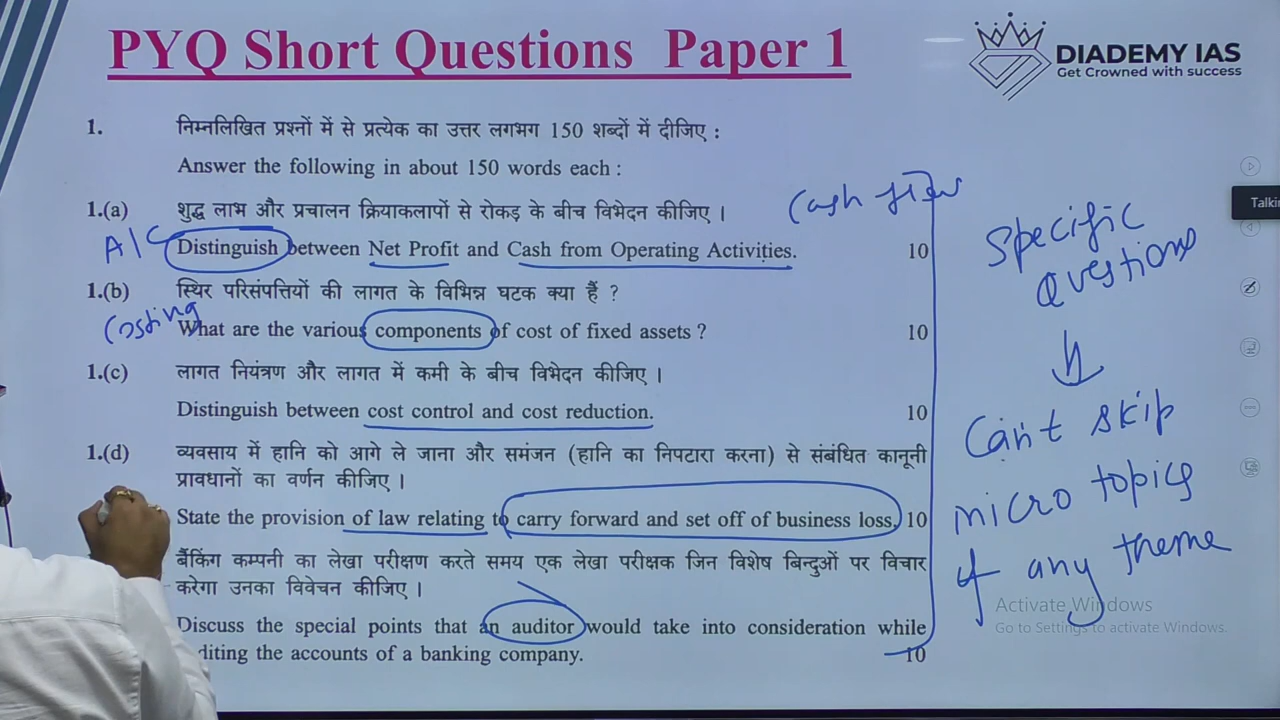 PYQ Short Questions Paper 1
DIADEMY IAS
Get Crowned with success
1. निम्नलिखित प्रश्नों में से प्रत्येक का उत्तर लगभग 150 शब्दों में दीजिए :
Answer the following in about 150 words each :
Cash flow
1.(a) शुद्ध लाभ और प्रचालन क्रियाकलापों से रोकड़ के बीच विभेदन कीजिए ।
A/C Distinguish between Net Profit and Cash from Operating Activities. 10
1.(b) स्थिर परिसंपत्तियों की लागत के विभिन्न घटक क्या हैं ?
Costing What are the various components of cost of fixed assets ? 10
1.(c) लागत नियंत्रण और लागत में कमी के बीच विभेदन कीजिए ।
Distinguish between cost control and cost reduction. 10
1.(d) व्यवसाय में हानि को आगे ले जाना और समंजन (हानि का निपटारा करना) से संबंधित कानूनी
प्रावधानों का वर्णन कीजिए ।
State the provision of law relating to carry forward and set off of business loss. 10
बैंकिंग कम्पनी का लेखा परीक्षण करते समय एक लेखा परीक्षक जिन विशेष बिन्दुओं पर विचार
करेगा उनका विवेचन कीजिए ।
Discuss the special points that an auditor would take into consideration while
diting the accounts of a banking company. 10
Specific
Questions
Can't skip
micro topics
of any theme
Talki
Activate Windows
Go to Settings to activate Windows.